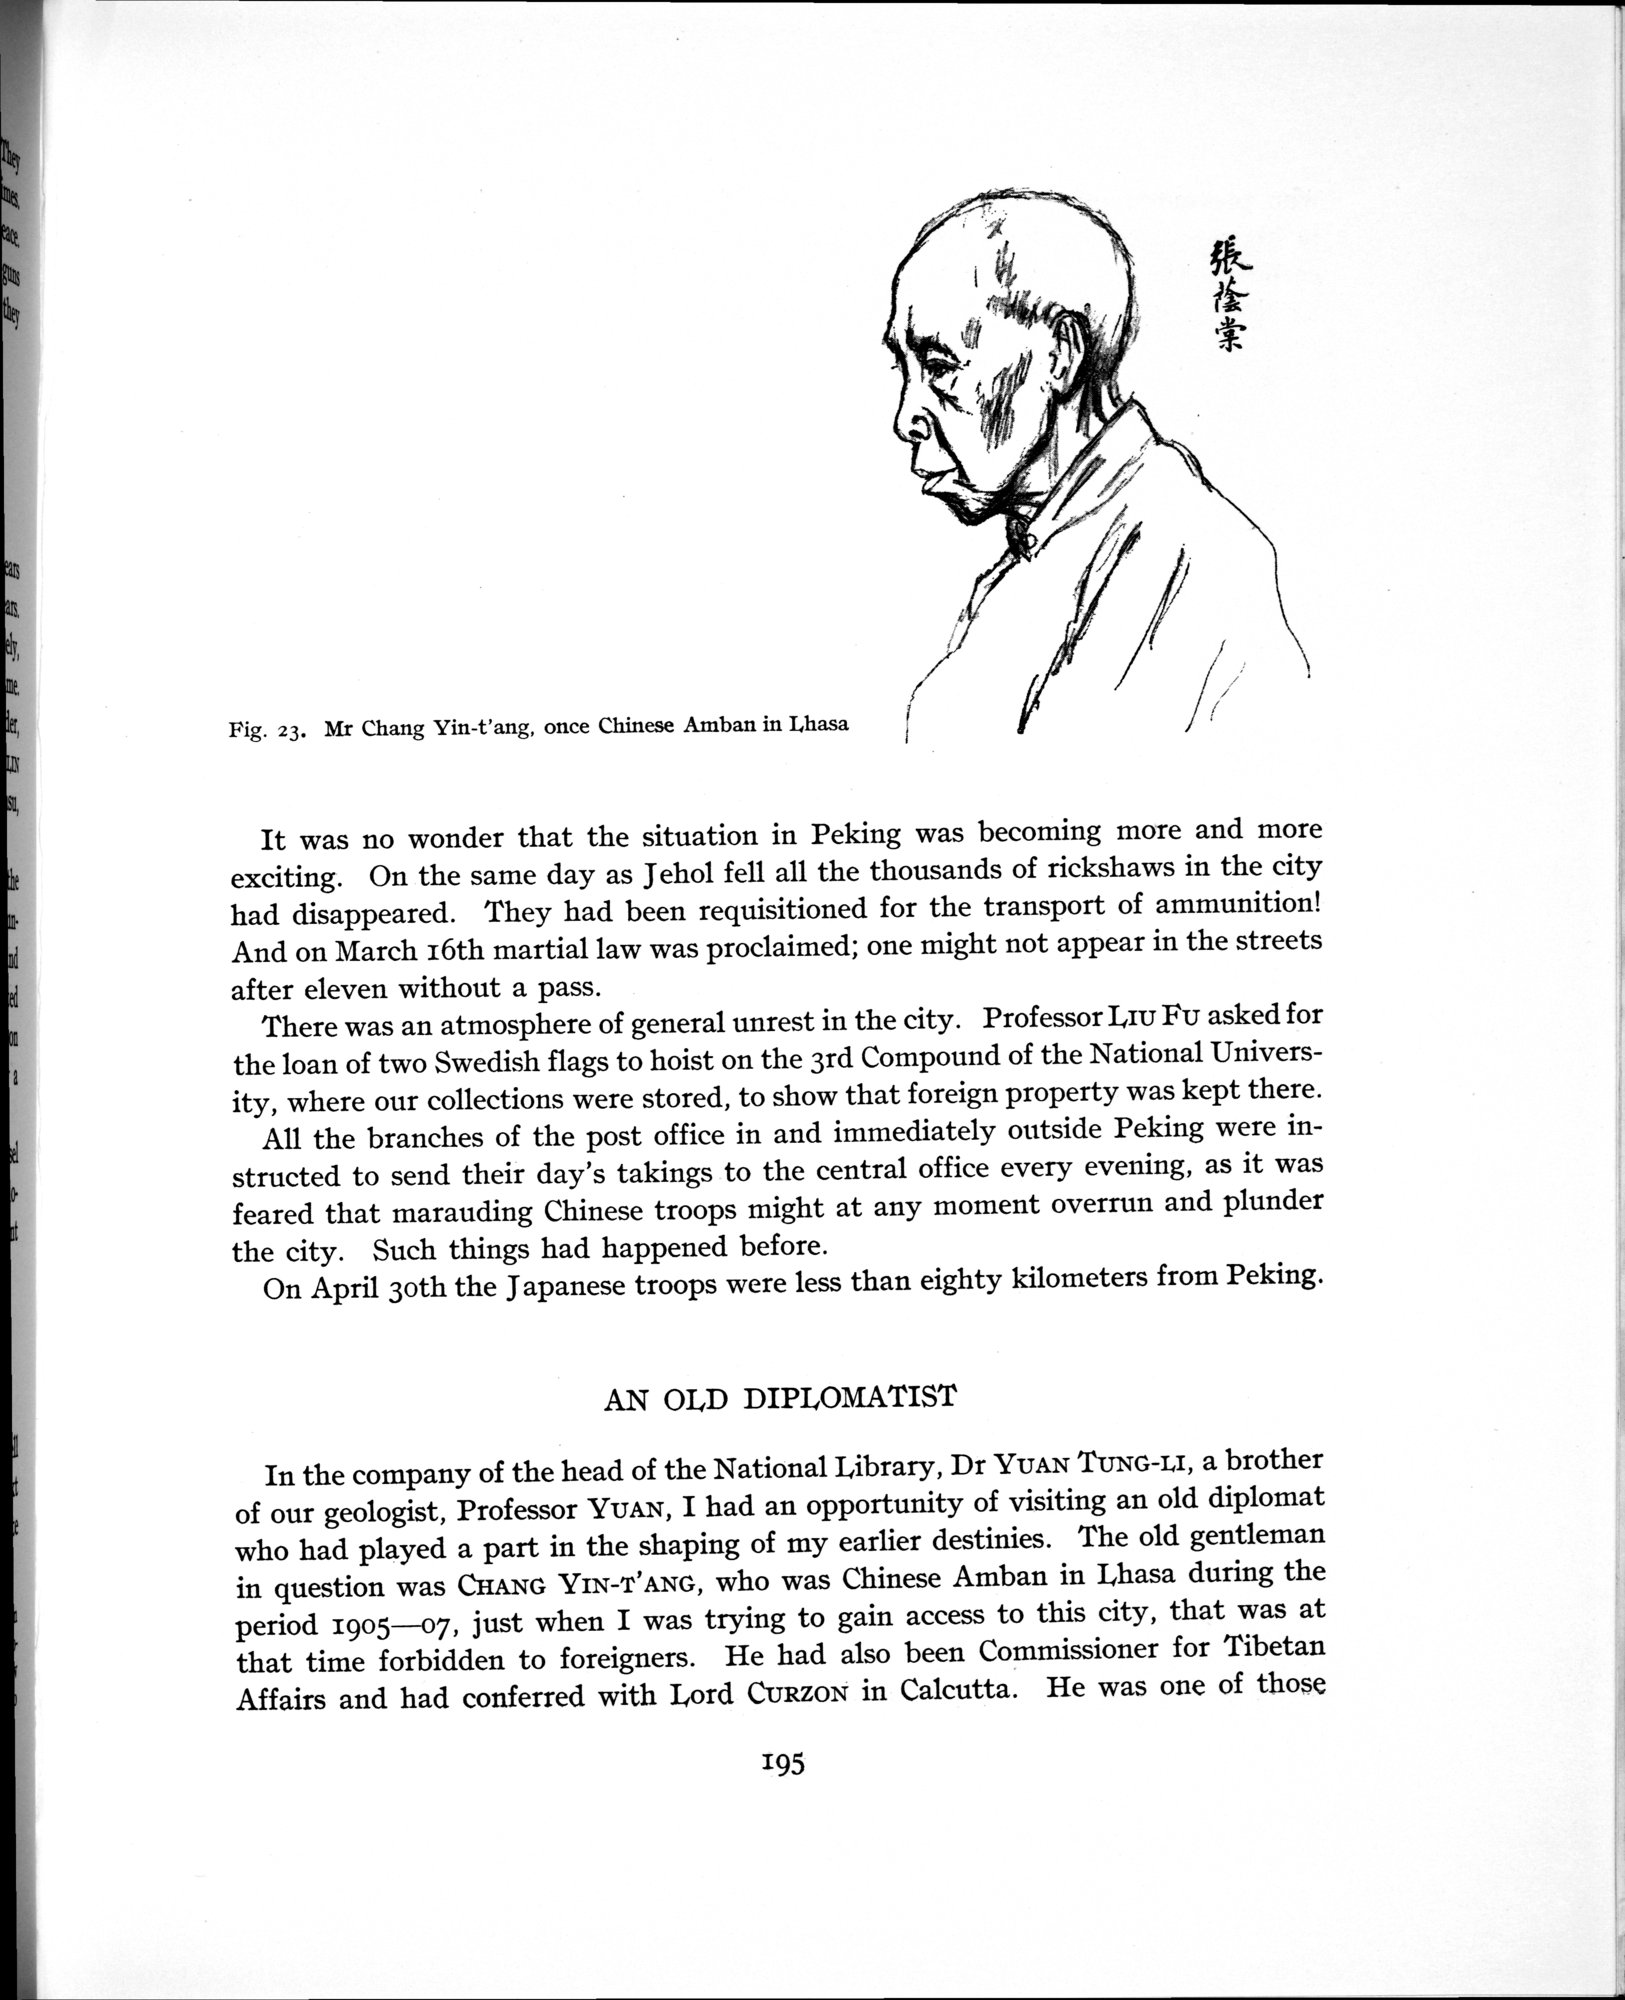 張蔭棠
Fig. 23. Mr Chang Yin-t'ang, once Chinese Amban in Lhasa
It was no wonder that the situation in Peking was becoming more and more
exciting. On the same day as Jehol fell all the thousands of rickshaws in the city
had disappeared. They had been requisitioned for the transport of ammunition!
And on March 16th martial law was proclaimed; one might not appear in the streets
after eleven without a pass.
There was an atmosphere of general unrest in the city. Professor LIU FU asked for
the loan of two Swedish flags to hoist on the 3rd Compound of the National Univers-
ity, where our collections were stored, to show that foreign property was kept there.
All the branches of the post office in and immediately outside Peking were in-
structed to send their day's takings to the central office every evening, as it was
feared that marauding Chinese troops might at any moment overrun and plunder
the city. Such things had happened before.
On April 30th the Japanese troops were less than eighty kilometers from Peking.
AN OLD DIPLOMATIST
In the company of the head of the National Library, Dr YUAN TUNG-LI, a brother
of our geologist, Professor YUAN, I had an opportunity of visiting an old diplomat
who had played a part in the shaping of my earlier destinies. The old gentleman
in question was CHANG YIN-T'ANG, who was Chinese Amban in Lhasa during the
period 1905—07, just when I was trying to gain access to this city, that was at
that time forbidden to foreigners. He had also been Commissioner for Tibetan
Affairs and had conferred with Lord CURZON in Calcutta. He was one of those
195